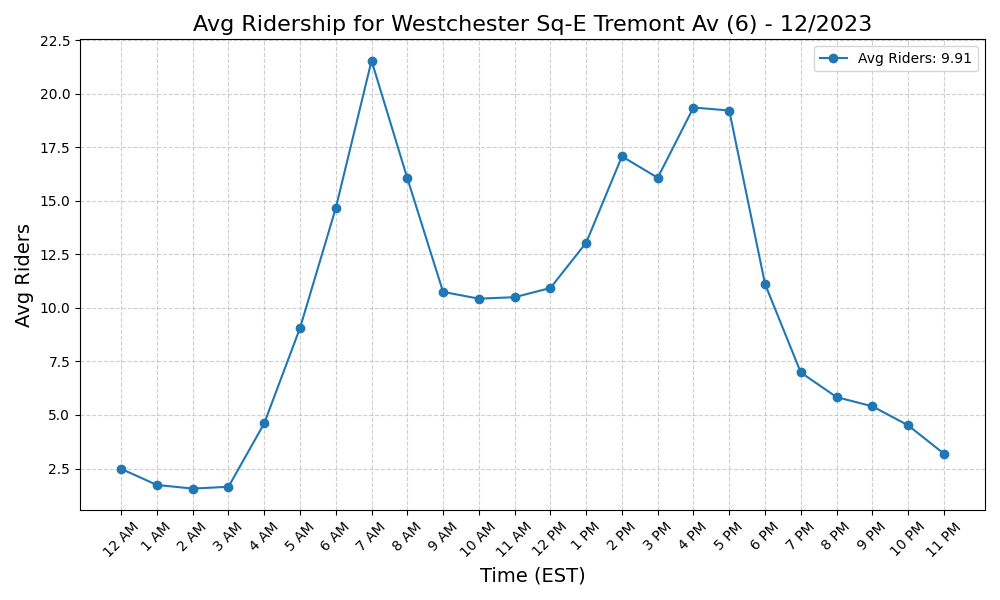 Avg Ridership for Westchester Sq-E Tremont Av (6) - 12/2023
Avg Riders: 9.91
Avg Riders
22.5
20.0
17.5
15.0
12.5
10.0
7.5
5.0
2.5
12 AM
1 AM
2 AM
3 AM
4 AM
5 AM
6 AM
7 AM
8 AM
9 AM
10 AM
11 AM
12 PM
1 PM
2 PM
3 PM
4 PM
5 PM
6 PM
7 PM
8 PM
9 PM
10 PM
11 PM
Time (EST)